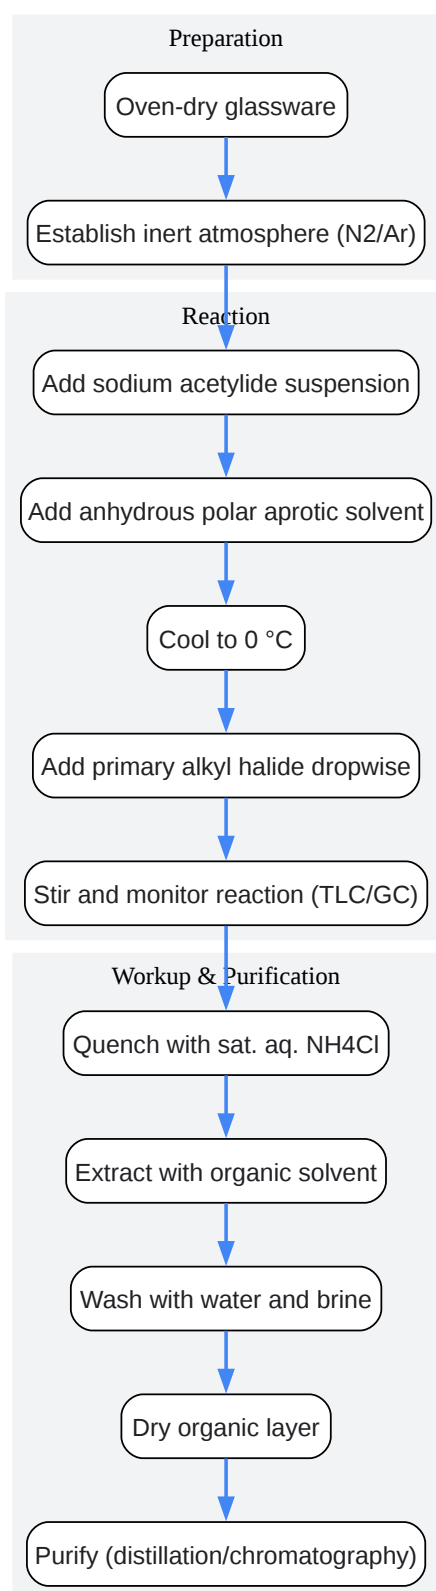 Preparation
Oven-dry glassware
Establish inert atmosphere (N2/Ar)
Reaction
Add sodium acetylide suspension
Add anhydrous polar aprotic solvent
Cool to 0 °C
Add primary alkyl halide dropwise
Stir and monitor reaction (TLC/GC)
Workup & Purification
Quench with sat. aq. NH4Cl
Extract with organic solvent
Wash with water and brine
Dry organic layer
Purify (distillation/chromatography)